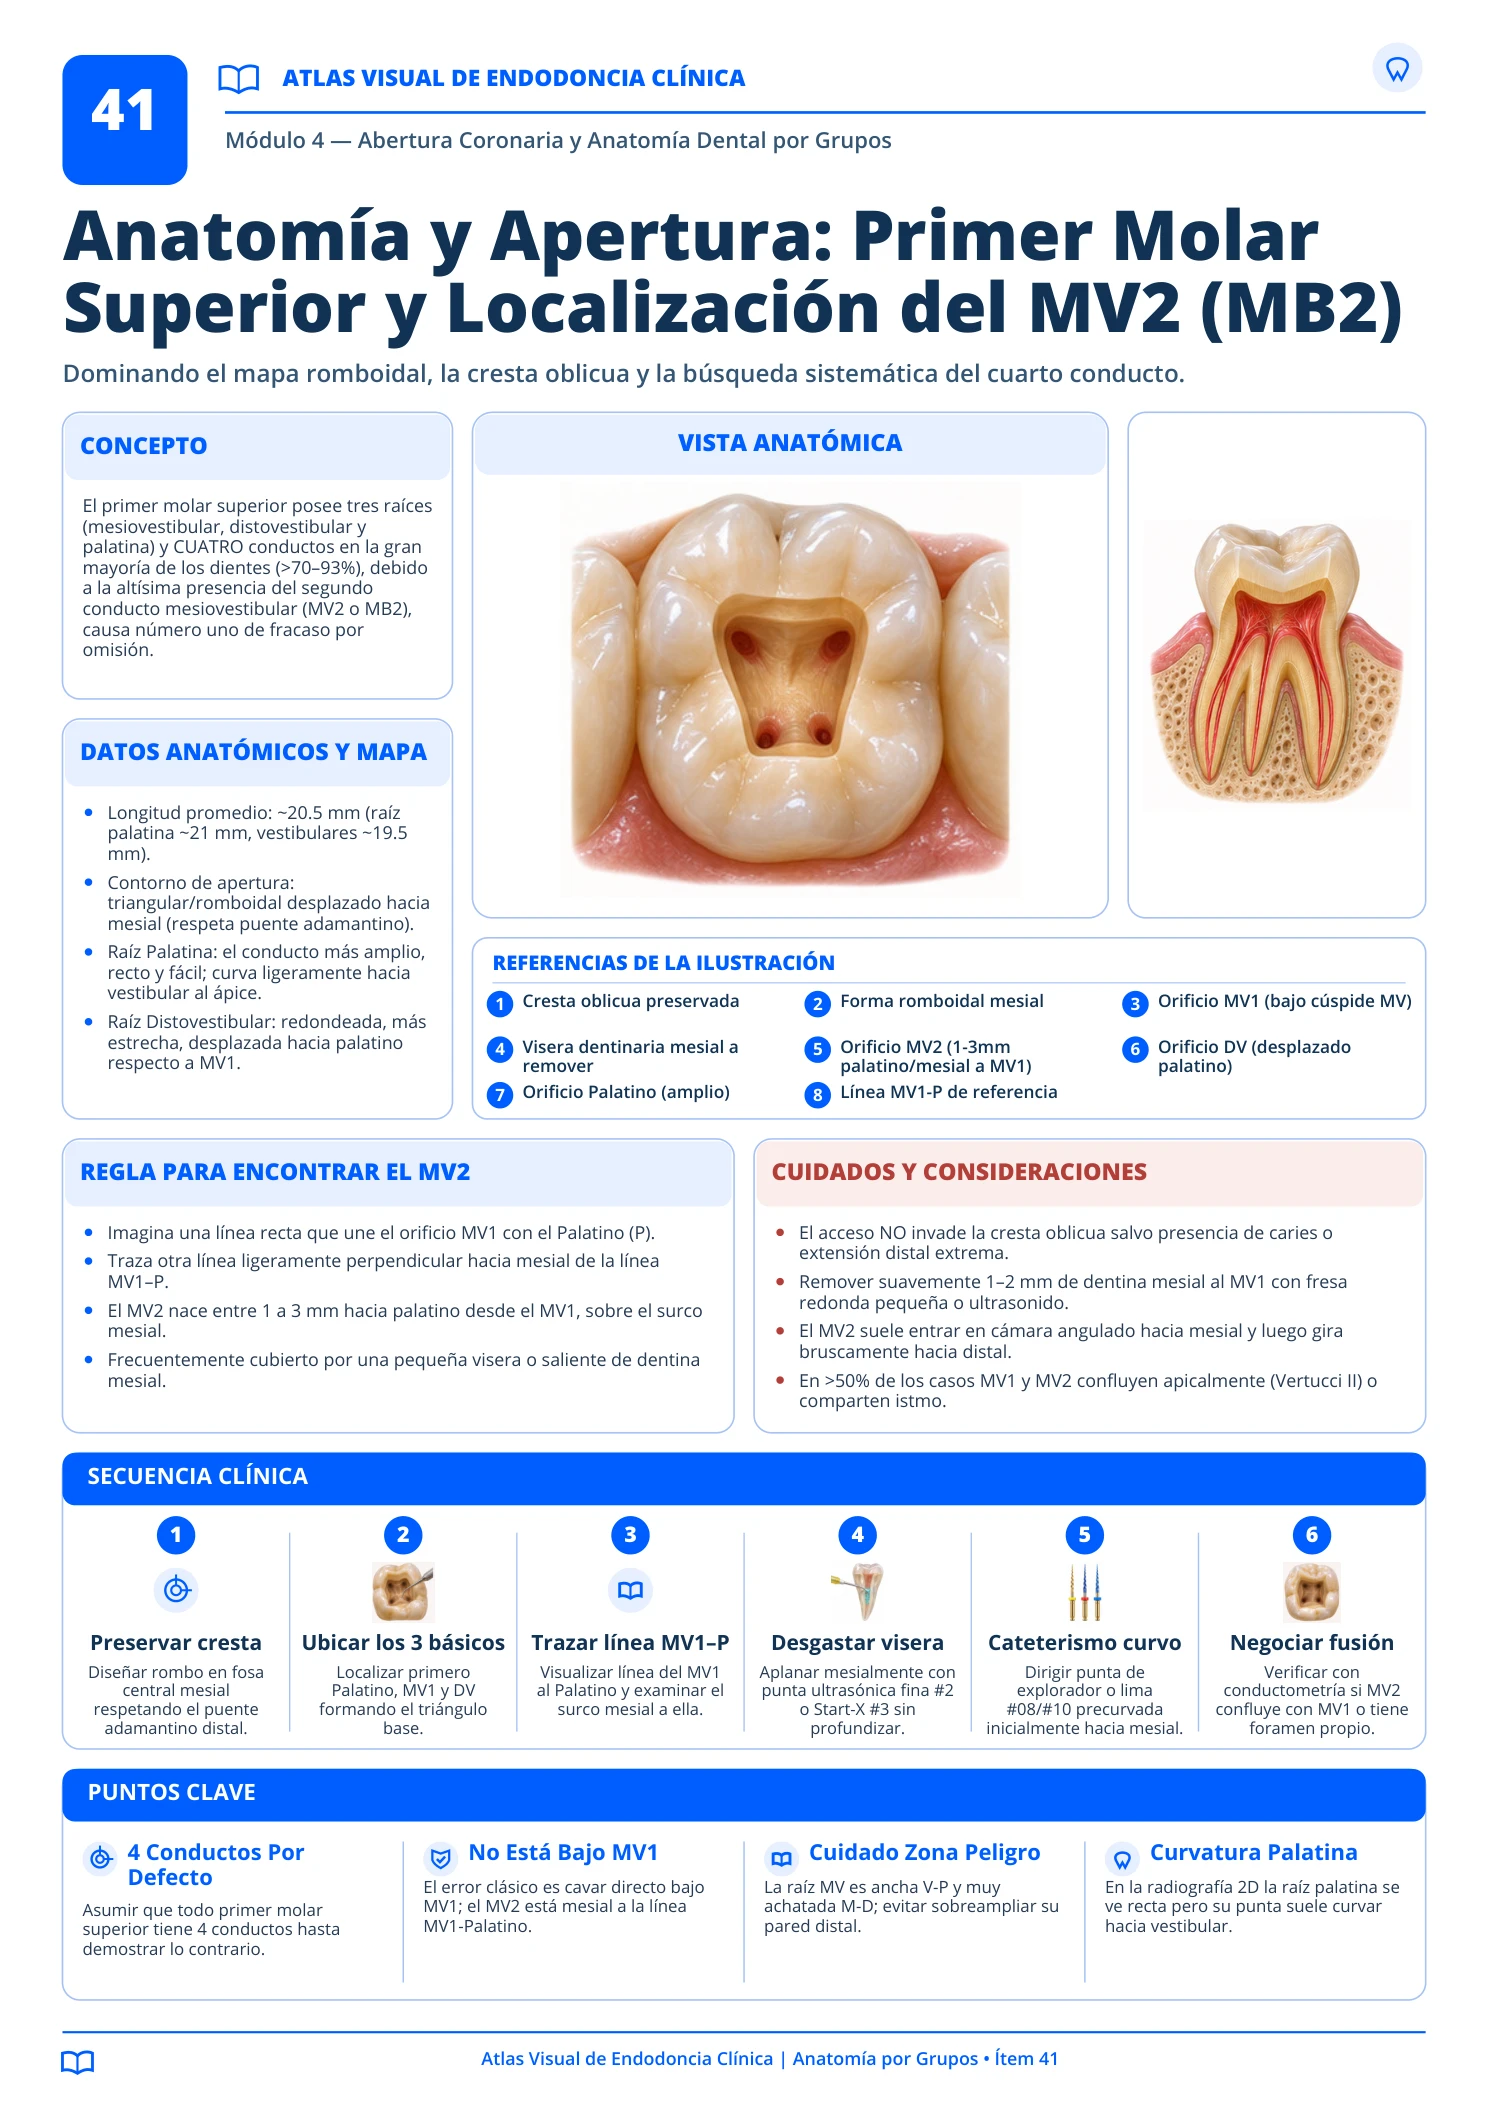 41
ATLAS VISUAL DE ENDODONCIA CLÍNICA
Módulo 4 — Abertura Coronaria y Anatomía Dental por Grupos
Anatomía y Apertura: Primer Molar
Superior y Localización del MV2 (MB2)
Dominando el mapa romboidal, la cresta oblicua y la búsqueda sistemática del cuarto conducto.
CONCEPTO
El primer molar superior posee tres raíces
(mesiovestibular, distovestibular y
palatina) y CUATRO conductos en la gran
mayoría de los dientes (>70–93%), debido
a la altísima presencia del segundo
conducto mesiovestibular (MV2 o MB2),
causa número uno de fracaso por
omisión.
DATOS ANATÓMICOS Y MAPA
• Longitud promedio: ~20.5 mm (raíz
palatina ~21 mm, vestibulares ~19.5
mm).
• Contorno de apertura:
triangular/romboidal desplazado hacia
mesial (respeta puente adamantino).
• Raíz Palatina: el conducto más amplio,
recto y fácil; curva ligeramente hacia
vestibular al ápice.
• Raíz Distovestibular: redondeada, más
estrecha, desplazada hacia palatino
respecto a MV1.
VISTA ANATÓMICA
REFERENCIAS DE LA ILUSTRACIÓN
1 Cresta oblicua preservada
2 Forma romboidal mesial
3 Orificio MV1 (bajo cúspide MV)
4 Visera dentinaria mesial a
remover
5 Orificio MV2 (1-3mm
palatino/mesial a MV1)
6 Orificio DV (desplazado
palatino)
7 Orificio Palatino (amplio)
8 Línea MV1-P de referencia
REGLA PARA ENCONTRAR EL MV2
• Imagina una línea recta que une el orificio MV1 con el Palatino (P).
• Traza otra línea ligeramente perpendicular hacia mesial de la línea
MV1–P.
• El MV2 nace entre 1 a 3 mm hacia palatino desde el MV1, sobre el surco
mesial.
• Frecuentemente cubierto por una pequeña visera o saliente de dentina
mesial.
CUIDADOS Y CONSIDERACIONES
• El acceso NO invade la cresta oblicua salvo presencia de caries o
extensión distal extrema.
• Remover suavemente 1–2 mm de dentina mesial al MV1 con fresa
redonda pequeña o ultrasonido.
• El MV2 suele entrar en cámara angulado hacia mesial y luego gira
bruscamente hacia distal.
• En >50% de los casos MV1 y MV2 confluyen apicalmente (Vertucci II) o
comparten istmo.
SECUENCIA CLÍNICA
1
Preservar cresta
Diseñar rombo en fosa
central mesial
respetando el puente
adamantino distal.
2
Ubicar los 3 básicos
Localizar primero
Palatino, MV1 y DV
formando el triángulo
base.
3
Trazar línea MV1–P
Visualizar línea del MV1
al Palatino y examinar el
surco mesial a ella.
4
Desgastar visera
Aplanar mesialmente con
punta ultrasónica fina #2
o Start-X #3 sin
profundizar.
5
Cateterismo curvo
Dirigir punta de
explorador o lima
#08/#10 precurvada
inicialmente hacia mesial.
6
Negociar fusión
Verificar con
conductometría si MV2
confluye con MV1 o tiene
foramen propio.
PUNTOS CLAVE
4 Conductos Por
Defecto
Asumir que todo primer molar
superior tiene 4 conductos hasta
demostrar lo contrario.
No Está Bajo MV1
El error clásico es cavar directo bajo
MV1; el MV2 está mesial a la línea
MV1-Palatino.
Cuidado Zona Peligro
La raíz MV es ancha V-P y muy
achatada M-D; evitar sobreampliar su
pared distal.
Curvatura Palatina
En la radiografía 2D la raíz palatina se
ve recta pero su punta suele curvar
hacia vestibular.
Atlas Visual de Endodoncia Clínica | Anatomía por Grupos • Ítem 41